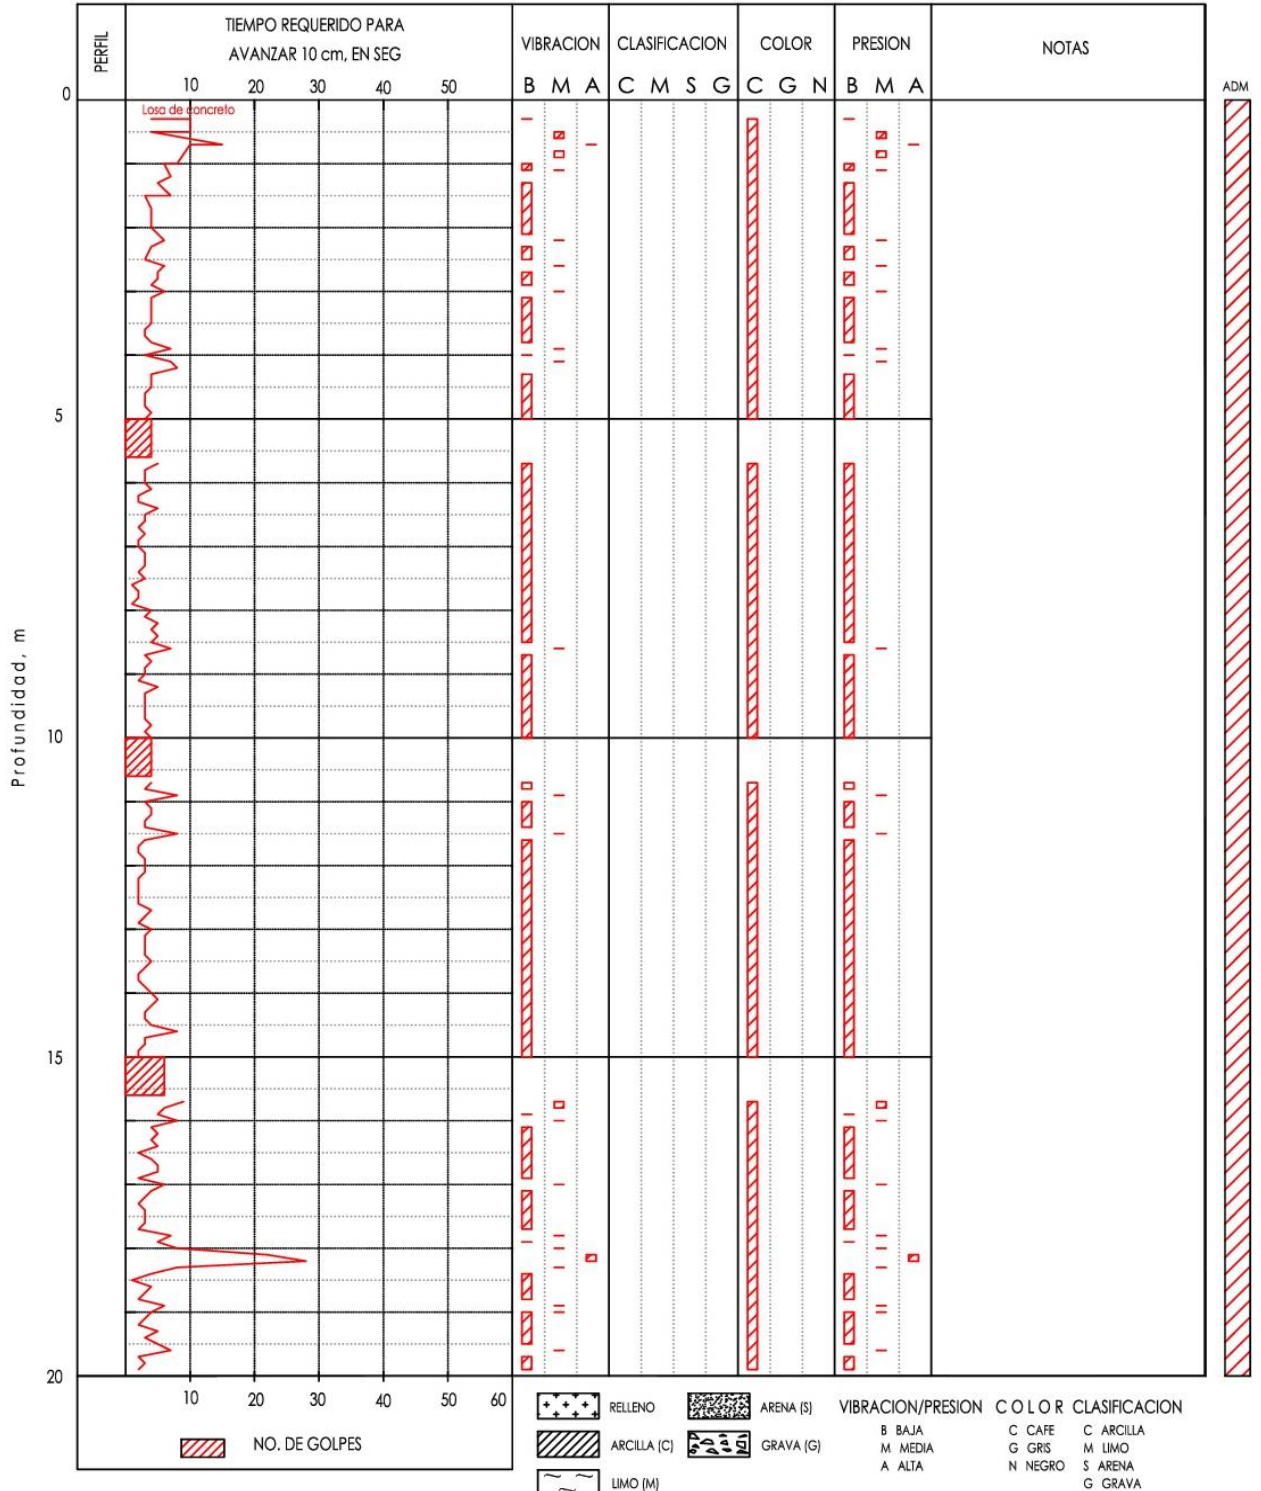 PERFIL
TIEMPO REQUERIDO PARA
AVANZAR 10 cm, EN SEG
10 20 30 40 50
VIBRACION
B M A
CLASIFICACION
C M S G
COLOR
C G N
PRESION
B M A
NOTAS
ADM
0
Losa de concreto
5
10
15
20
Profundidad, m
10 20 30 40 50 60
NO. DE GOLPES
RELLENO
ARENA (S)
ARCILLA (C)
GRAVA (G)
LIMO (M)
VIBRACION/PRESION
B BAJA
M MEDIA
A ALTA
COLOR
C CAFE
G GRIS
N NEGRO
CLASIFICACION
C ARCILLA
M LIMO
S ARENA
G GRAVA